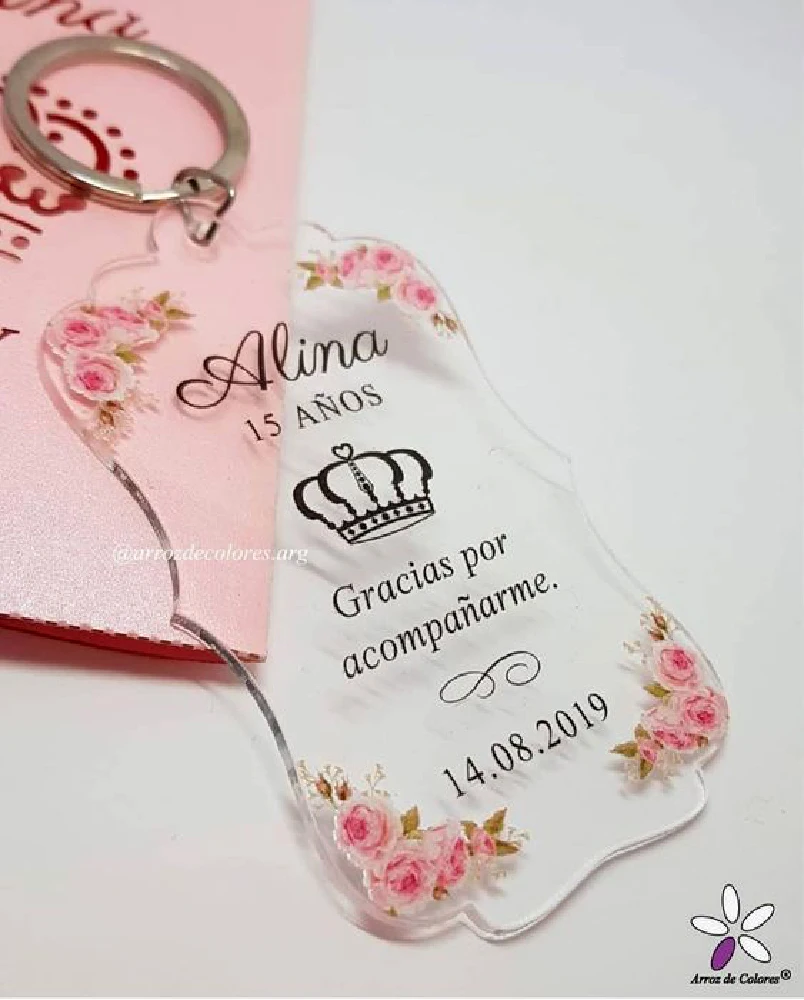 Alina
15 AÑOS
Gracias por
acompañarme.
14.08.2019
@arrozdecolores.arg
Arroz de Colores®